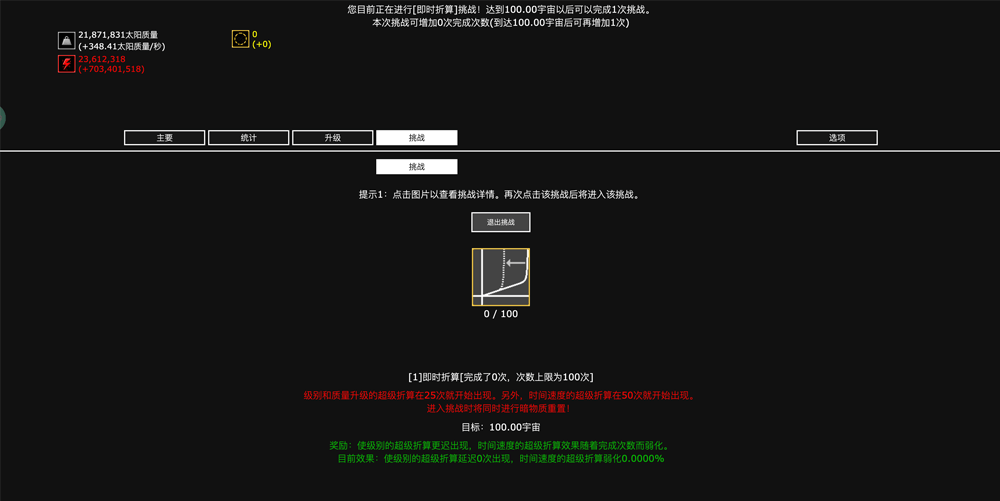 您目前正在进行[即时折算]挑战！达到100.00宇宙以后可以完成1次挑战。
本次挑战可增加0次完成次数(到达100.00宇宙后可再增加1次)
21,871,831太阳质量
(+348.41太阳质量/秒)
0
(+0)
23,612,318
(+703,401,518)
主要
统计
升级
挑战
选项
挑战
提示1：点击图片以查看挑战详情。再次点击该挑战后将进入该挑战。
退出挑战
0 / 100
[1]即时折算[完成了0次，次数上限为100次]
级别和质量升级的超级折算在25次就开始出现。另外，时间速度的超级折算在50次就开始出现。
进入挑战时将同时进行暗物质重置！
目标：100.00宇宙
奖励：使级别的超级折算更迟出现，时间速度的超级折算效果随着完成次数而弱化。
目前效果：使级别的超级折算延迟0次出现，时间速度的超级折算弱化0.0000%